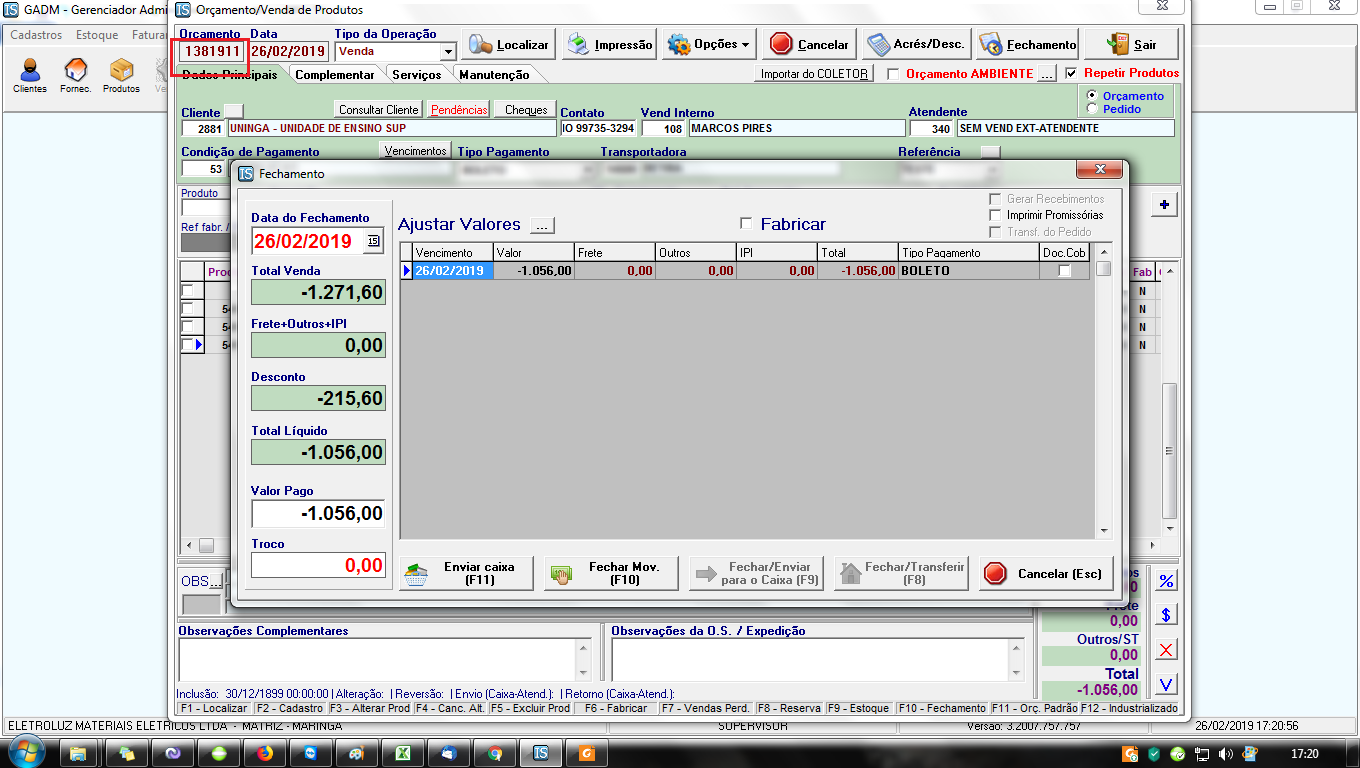 GADM - Gerenciador Admi
Orçamento/Venda de Produtos
Cadastros Estoque Fatura
Clientes Fornec. Produtos
Orçamento Data Tipo da Operação
1381911 26/02/2019 Venda
Localizar Impressão Opções Cancelar Acrés/Desc. Fechamento Sair
Dados Principais Complementar Serviços Manutenção
Importar do COLETOR Orçamento AMBIENTE ... Repetir Produtos
Orçamento
Pedido
Cliente Consultar Cliente Pendências Cheques Contato Vend Interno Atendente
2881 UNINGA - UNIDADE DE ENSINO SUP IO 99735-3294 108 MARCOS PIRES 340 SEM VEND EXT-ATENDENTE
Condição de Pagamento Vencimentos Tipo Pagamento Transportadora Referência
53
Produto
Ref fabr. /
Prod
Fab
N
N
N
N
Fechamento
Data do Fechamento
26/02/2019 15
Total Venda
-1.271,60
Frete+Outros+IPI
0,00
Desconto
-215,60
Total Líquido
-1.056,00
Valor Pago
-1.056,00
Troco
0,00
Ajustar Valores ... Fabricar
Gerar Recebimentos
Imprimir Promissórias
Transf. do Pedido
Vencimento Valor Frete Outros IPI Total Tipo Pagamento Doc.Cob
26/02/2019 -1.056,00 0,00 0,00 0,00 -1.056,00 BOLETO
Enviar caixa (F11)
Fechar Mov. (F10)
Fechar/Enviar para o Caixa (F9)
Fechar/Transferir (F8)
Cancelar (Esc)
OBS...
0,00
Outros/ST
0,00
Total
-1.056,00
%
$
Observações Complementares Observações da O.S. / Expedição
Inclusão: 30/12/1899 00:00:00 | Alteração: | Reversão: | Envio (Caixa-Atend.): | Retorno (Caixa-Atend.):
F1 - Localizar F2 - Cadastro F3 - Alterar Prod F4 - Canc. Alt. F5 - Excluir Prod F6 - Fabricar F7 - Vendas Perd. F8 - Reserva F9 - Estoque F10 - Fechamento F11 - Orç. Padrão F12 - Industrializado
ELETROLUZ MATERIAIS ELETRICOS LTDA - MATRIZ - MARINGA SUPERVISOR Versão: 3.2007.757.757 26/02/2019 17:20:56
17:20